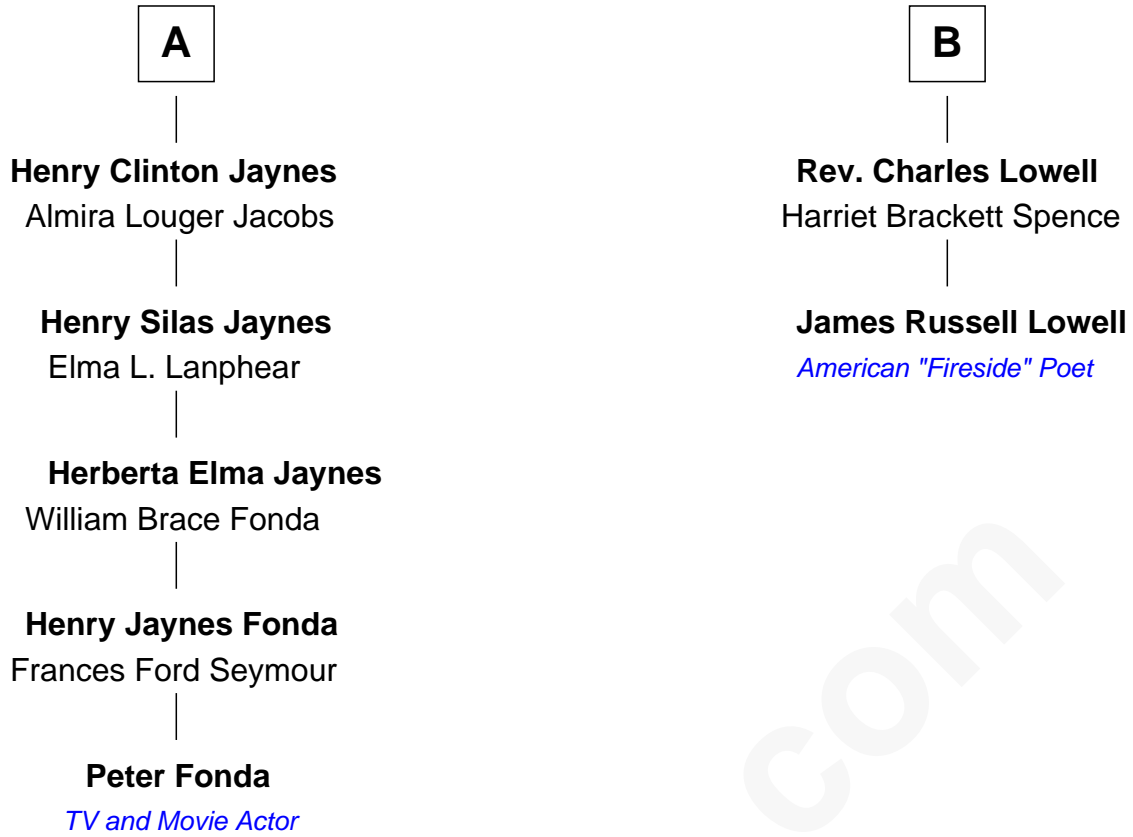 A
Henry Clinton Jaynes
Almira Louger Jacobs
Henry Silas Jaynes
Elma L. Lanphear
Herberta Elma Jaynes
William Brace Fonda
Henry Jaynes Fonda
Frances Ford Seymour
Peter Fonda
TV and Movie Actor
B
Rev. Charles Lowell
Harriet Brackett Spence
James Russell Lowell
American "Fireside" Poet
com